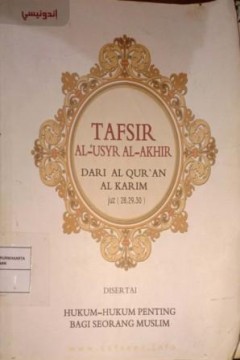 إندونيسي
TAFSIR
AL-'USYR AL-AKHIR
DARI AL QUR`AN
AL KARIM
juz ( 28,29,30 )
DISERTAI
HUKUM-HUKUM PENTING
BAGI SEORANG MUSLIM